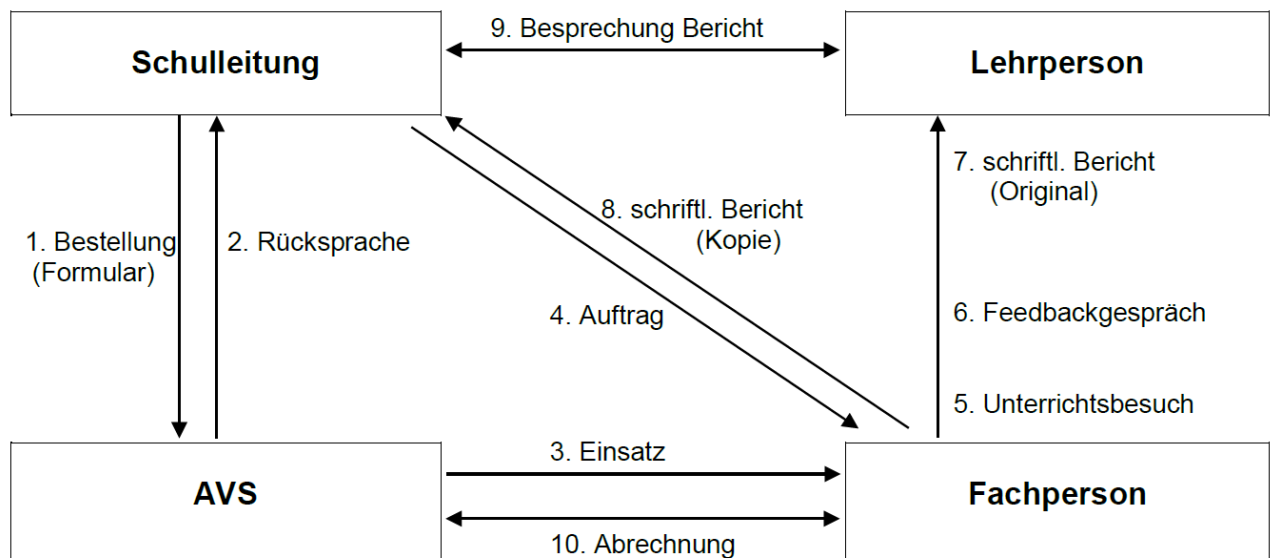 9. Besprechung Bericht
Schulleitung
Lehrperson
7. schriftl. Bericht
(Original)
8. schriftl. Bericht
(Kopie)
1. Bestellung
(Formular)
2. Rücksprache
4. Auftrag
6. Feedbackgespräch
5. Unterrichtsbesuch
3. Einsatz
AVS
Fachperson
10. Abrechnung